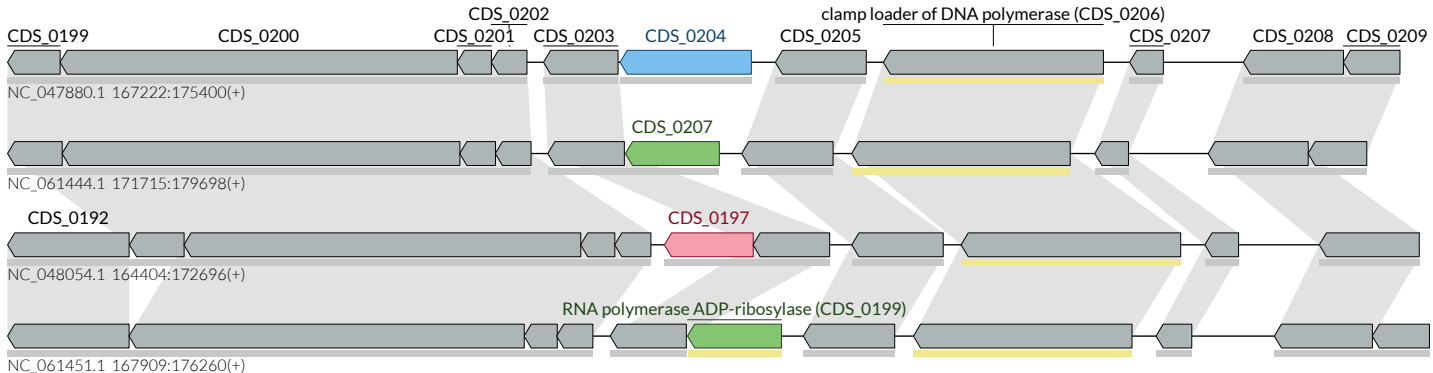 CDS_0202 clamp loader of DNA polymerase (CDS_0206)
CDS_0199 CDS_0200 CDS_0201 CDS_0203 CDS_0204 CDS_0205 CDS_0207 CDS_0208 CDS_0209
NC_047880.1 167222:175400(+)
CDS_0207
NC_061444.1 171715:179698(+)
CDS_0192 CDS_0197
NC_048054.1 164404:172696(+)
RNA polymerase ADP-ribosylase (CDS_0199)
NC_061451.1 167909:176260(+)